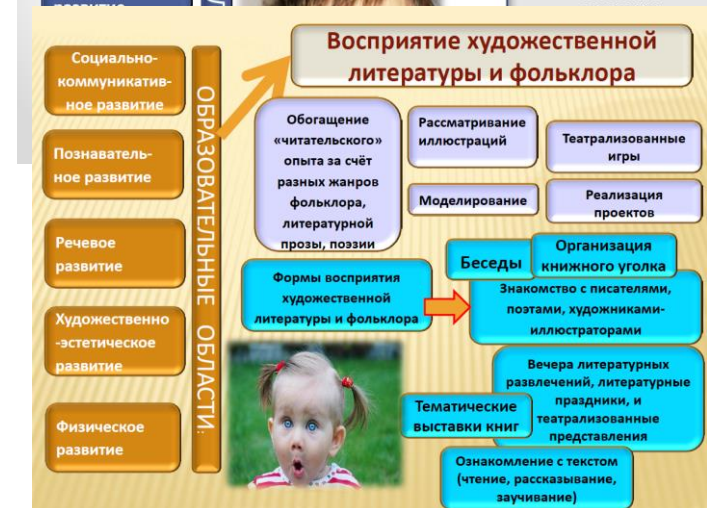 Восприятие художественной
литературы и фольклора
Социально-
коммуникатив-
ное развитие
Познаватель-
ное развитие
Речевое
развитие
Художественно
-эстетическое
развитие
Физическое
развитие
ОБРАЗОВАТЕЛЬНЫЕ ОБЛАСТИ:
Обогащение
«читательского»
опыта за счёт
разных жанров
фольклора,
литературной
прозы, поэзии
Рассматривание
иллюстраций
Моделирование
Театрализованные
игры
Реализация
проектов
Формы восприятия
художественной
литературы и фольклора
Беседы
Организация
книжного уголка
Знакомство с писателями,
поэтами, художниками-
иллюстраторами
Вечера литературных
развлечений, литературные
праздники, и
театрализованные
представления
Тематические
выставки книг
Ознакомление с текстом
(чтение, рассказывание,
заучивание)